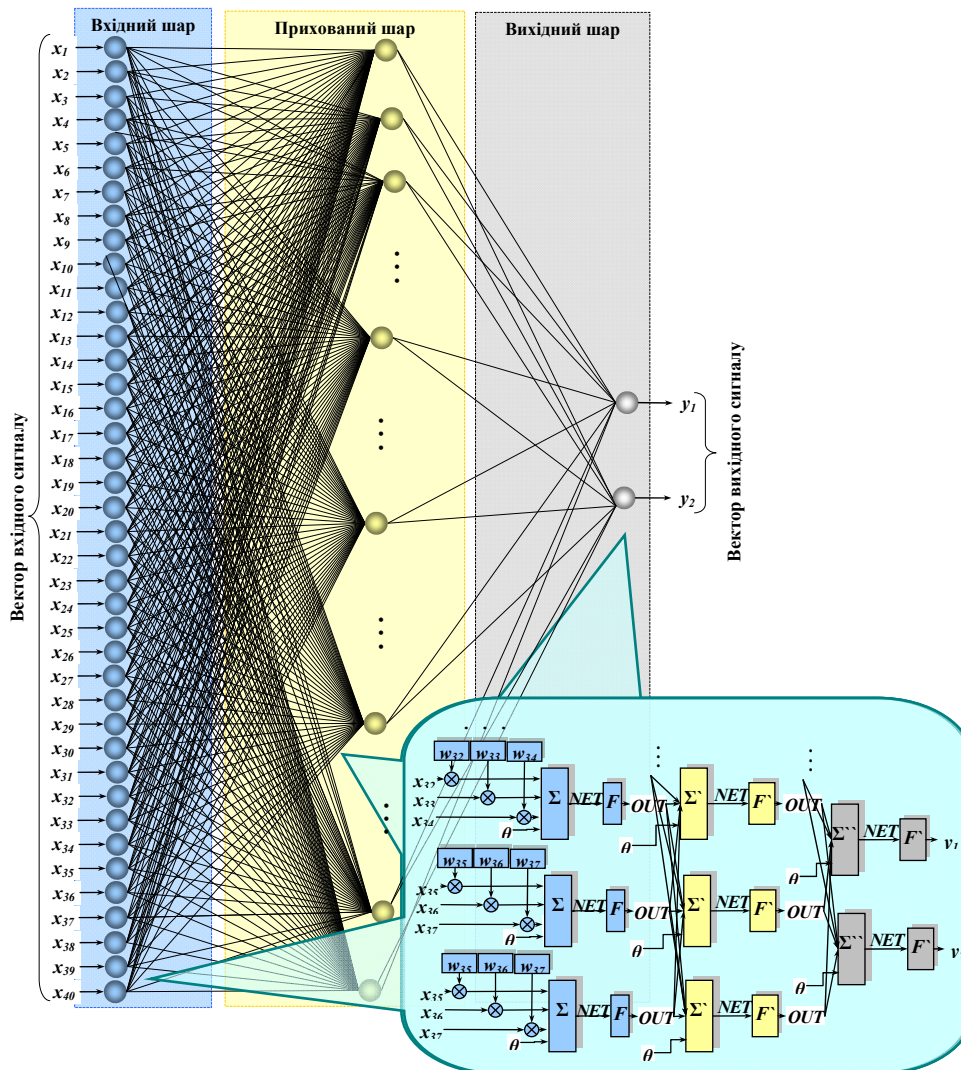 Вхідний шар
Прихований шар
Вихідний шар
Вектор вхідного сигналу
x1
x2
x3
x4
x5
x6
x7
x8
x9
x10
x11
x12
x13
x14
x15
x16
x17
x18
x19
x20
x21
x22
x23
x24
x25
x26
x27
x28
x29
x30
x31
x32
x33
x34
x35
x36
x37
x38
x39
x40
y1
y2
Вектор вихідного сигналу
w32 w33 w34
x32
x33
x34
θ
Σ NET F OUT
θ
Σ` NET F` OUT
w35 w36 w37
x35
x36
x37
θ
Σ NET F OUT
θ
Σ` NET F` OUT
w35 w36 w37
x35
x36
x37
θ
Σ NET F OUT
θ
Σ` NET F` OUT
θ
Σ`` NET F` y1
θ
Σ`` NET F` y